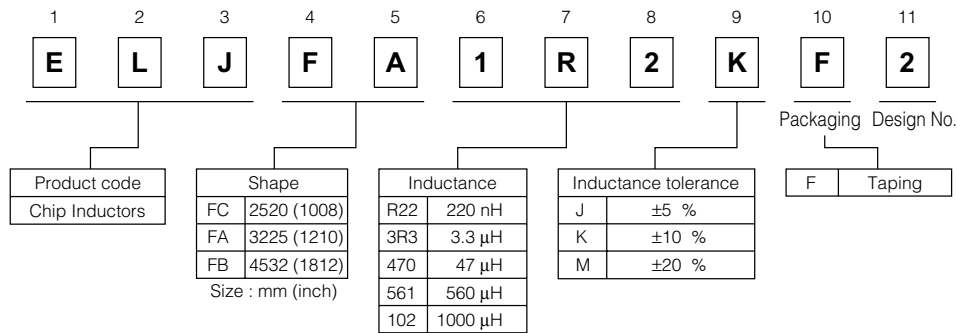 1 2 3 4 5 6 7 8 9 10 11
E L J F A 1 R 2 K F 2
Packaging Design No.
Product code
Chip Inductors
Shape
FC 2520 (1008)
FA 3225 (1210)
FB 4532 (1812)
Size : mm (inch)
Inductance
R22 220 nH
3R3 3.3 μH
470 47 μH
561 560 μH
102 1000 μH
Inductance tolerance
J ±5 %
K ±10 %
M ±20 %
F Taping